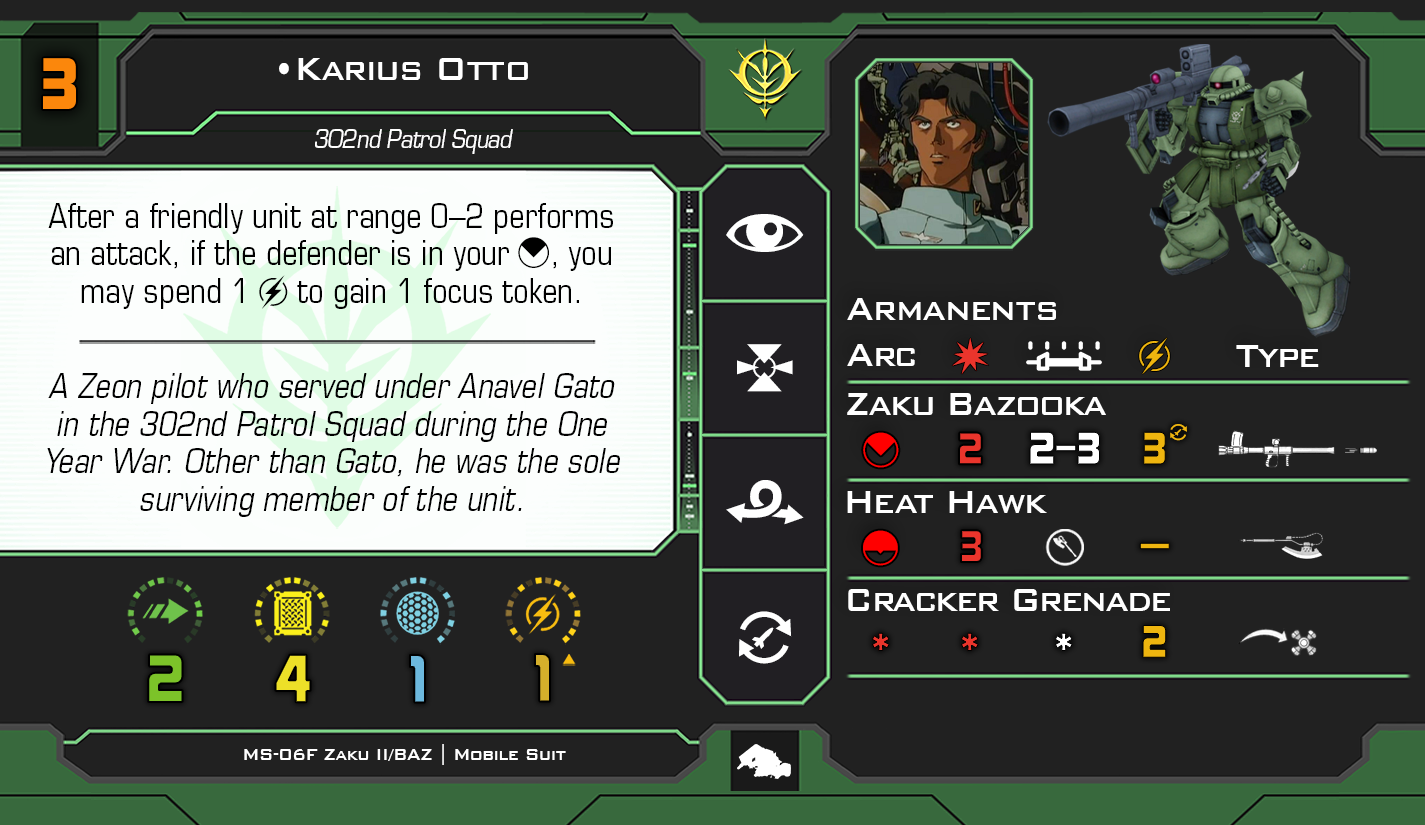 3
•Karius Otto
302nd Patrol Squad
After a friendly unit at range 0–2 performs
an attack, if the defender is in your , you
may spend 1 to gain 1 focus token.
A Zeon pilot who served under Anavel Gato
in the 302nd Patrol Squad during the One
Year War. Other than Gato, he was the sole
surviving member of the unit.
2 4 1 1
MS-06F Zaku II/BAZ | Mobile Suit
Armanents
Arc Type
Zaku Bazooka
2 2–3 3
Heat Hawk
3 –
Cracker Grenade
* * * 2